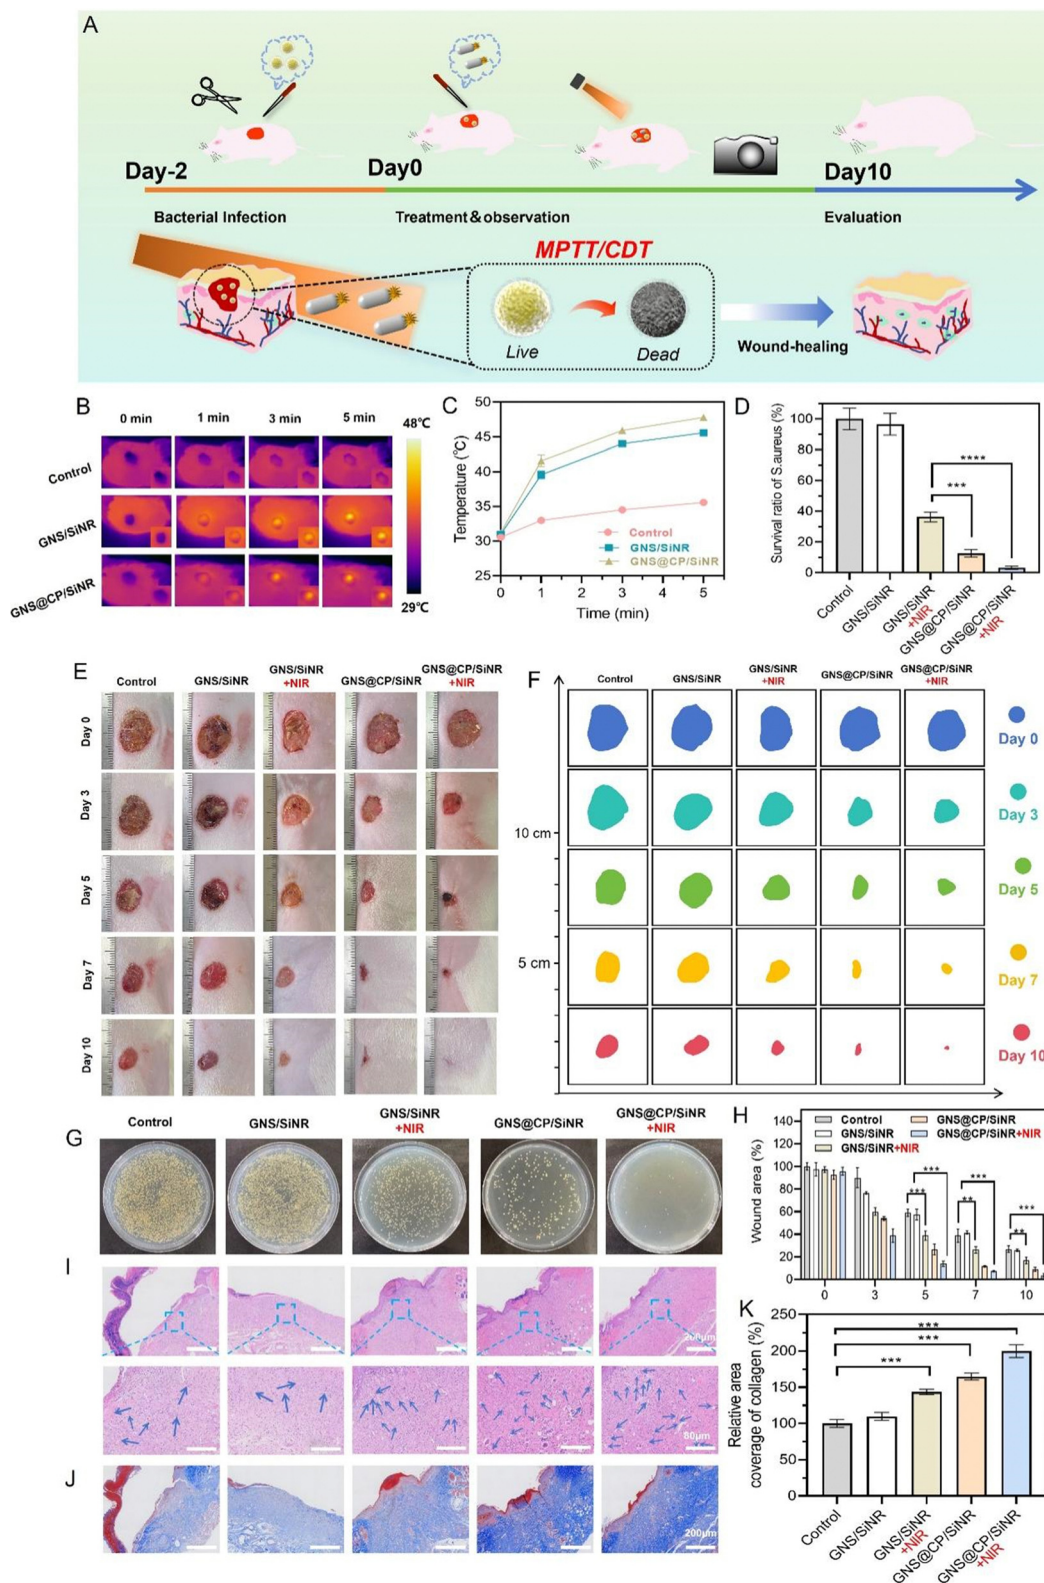 A
Day-2
Day0
Day10
Bacterial Infection
Treatment&observation
Evaluation
MPTT/CDT
Live
Dead
Wound-healing
B
0 min
1 min
3 min
5 min
48℃
Control
GNS/SiNR
GNS@CP/SiNR
29℃
C
Temperature (℃)
50
45
40
35
30
25
0
1
2
3
4
5
Time (min)
Control
GNS/SiNR
GNS@CP/SiNR
D
Survival ratio of S.aureus (%)
100
80
60
40
20
0
***
****
Control
GNS/SiNR
GNS/SiNR
+NIR
GNS@CP/SiNR
GNS@CP/SiNR
+NIR
E
Control
GNS/SiNR
GNS/SiNR
+NIR
GNS@CP/SiNR
GNS@CP/SiNR
+NIR
Day 0
Day 3
Day 5
Day 7
Day 10
F
Control
GNS/SiNR
GNS/SiNR
+NIR
GNS@CP/SiNR
GNS@CP/SiNR
+NIR
Day 0
Day 3
10 cm
Day 5
5 cm
Day 7
Day 10
G
Control
GNS/SiNR
GNS/SiNR
+NIR
GNS@CP/SiNR
GNS@CP/SiNR
+NIR
H
Wound area (%)
140
120
100
80
60
40
20
0
Control
GNS/SiNR
GNS/SiNR+NIR
GNS@CP/SiNR
GNS@CP/SiNR+NIR
***
***
**
***
**
***
0
3
5
7
10
I
200μm
80μm
J
200μm
K
Relative area
coverage of collagen (%)
250
200
150
100
50
0
***
***
***
Control
GNS/SiNR
GNS/SiNR
+NIR
GNS@CP/SiNR
GNS@CP/SiNR
+NIR